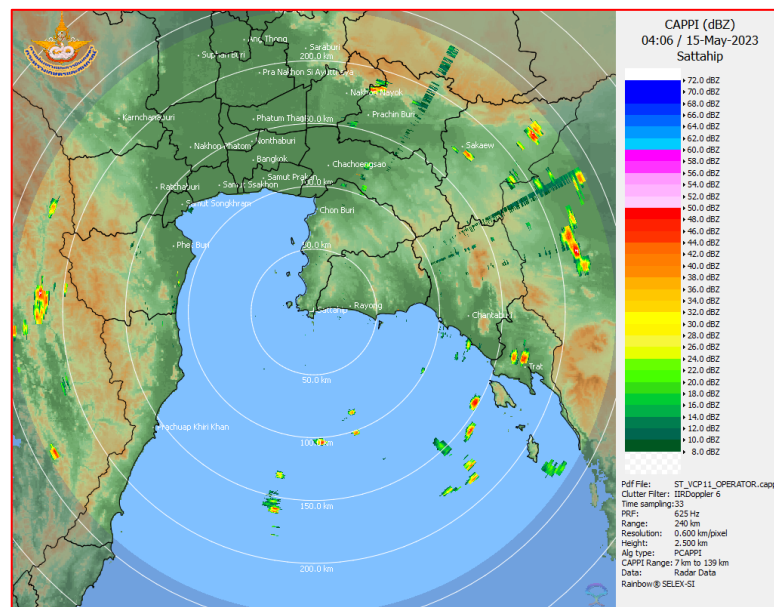 CAPPI (dBZ)
04:06 / 15-May-2023
Sattahip
72.0 dBZ
70.0 dBZ
68.0 dBZ
66.0 dBZ
64.0 dBZ
62.0 dBZ
60.0 dBZ
58.0 dBZ
56.0 dBZ
54.0 dBZ
52.0 dBZ
50.0 dBZ
48.0 dBZ
46.0 dBZ
44.0 dBZ
42.0 dBZ
40.0 dBZ
38.0 dBZ
36.0 dBZ
34.0 dBZ
32.0 dBZ
30.0 dBZ
28.0 dBZ
26.0 dBZ
24.0 dBZ
22.0 dBZ
20.0 dBZ
18.0 dBZ
16.0 dBZ
14.0 dBZ
12.0 dBZ
10.0 dBZ
8.0 dBZ
Pdf File: ST_VCP11_OPERATOR.capp
Clutter Filter: IIRDoppler 6
Time sampling:33
PRF: 625 Hz
Range: 240 km
Resolution: 0.600 km/pixel
Height: 2.500 km
Alg type: PCAPPI
CAPPI Range: 7 km to 139 km
Data: Radar Data
Rainbow® SELEX-SI
Ang Thong
Saraburi
Suphan Buri
200.0 km
Pra Nakhon Si Ayutthaya
Nakhon Nayok
Karnchanaburi
Phatum Thani
Prachin Buri
Nonthaburi
Nakhon Phatom
Sakaew
Bangkok
Chachoengsao
Samut Prakan
Ratchaburi
Samut Ssakhon
Samut Songkhram
Chon Buri
Phet Buri
Sattahip
Rayong
Chantaburi
Trat
50.0 km
Prachuap Khiri Khan
100.0 km
150.0 km
200.0 km